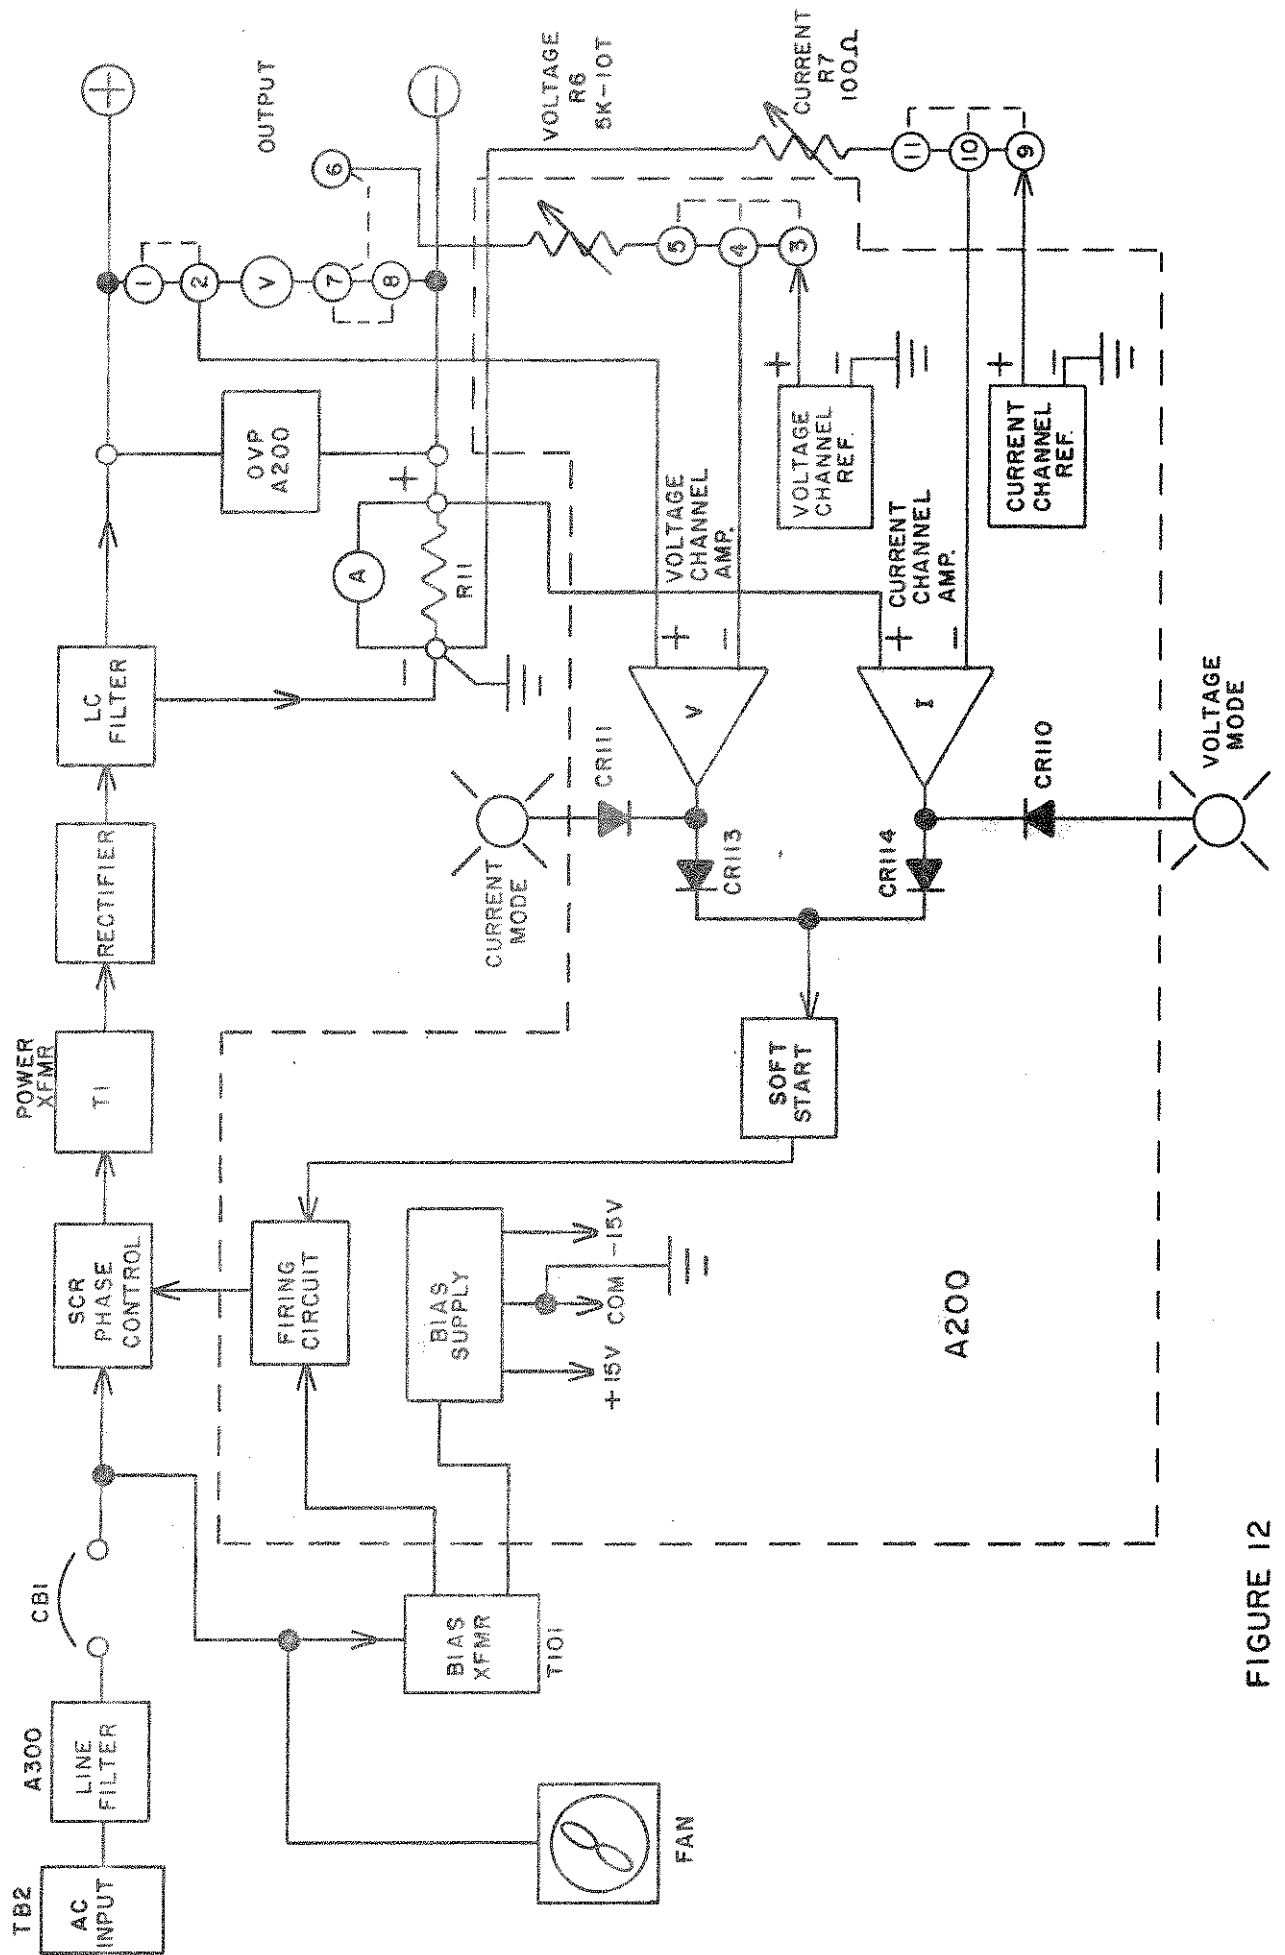 TB2
AC
INPUT
A300
LINE
FILTER
CB1
SCR
PHASE
CONTROL
POWER
XFMR
T1
RECTIFIER
LC
FILTER
OVP
A200
OUTPUT
+
−
1
2
V
7
8
6
A
R11
−
+
VOLTAGE
R6
5K-10T
CURRENT
R7
100Ω
5
4
3
11
10
9
FIRING
CIRCUIT
BIAS
SUPPLY
+15V COM -15V
BIAS
XFMR
T101
FAN
SOFT
START
CURRENT
MODE
CR111
CR113
V
+
−
VOLTAGE
CHANNEL
AMP.
VOLTAGE
CHANNEL
REF.
+
−
CR114
CR110
I
+
−
CURRENT
CHANNEL
AMP.
CURRENT
CHANNEL
REF.
+
−
VOLTAGE
MODE
A200
FIGURE 12